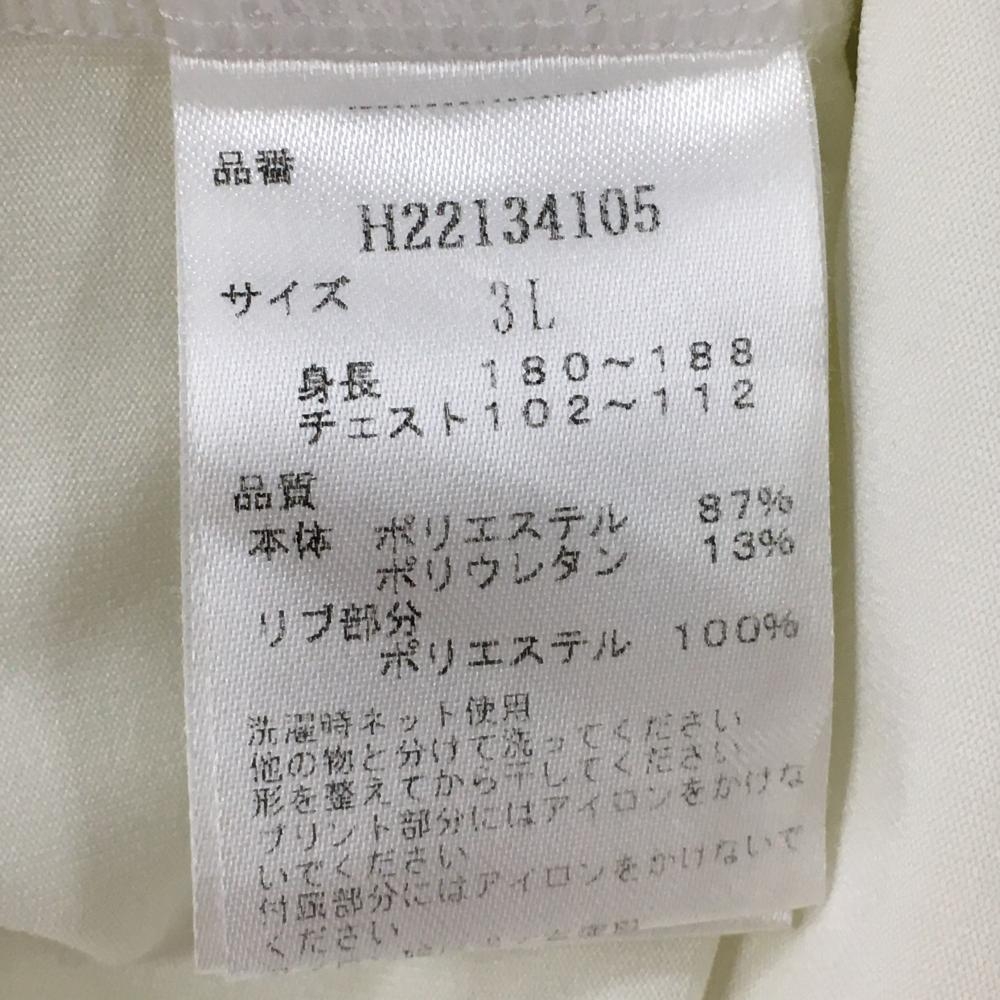 品番
H22134105
サイズ 3L
身長 180～188
チェスト102～112
品質
本体 ポリエステル 87%
ポリウレタン 13%
リブ部分
ポリエステル 100%
洗濯時ネット使用
他の物と分けて洗ってください
形を整えてから干してください
プリント部分にはアイロンをかけな
いでください
付属部分にはアイロンをかけないで
ください